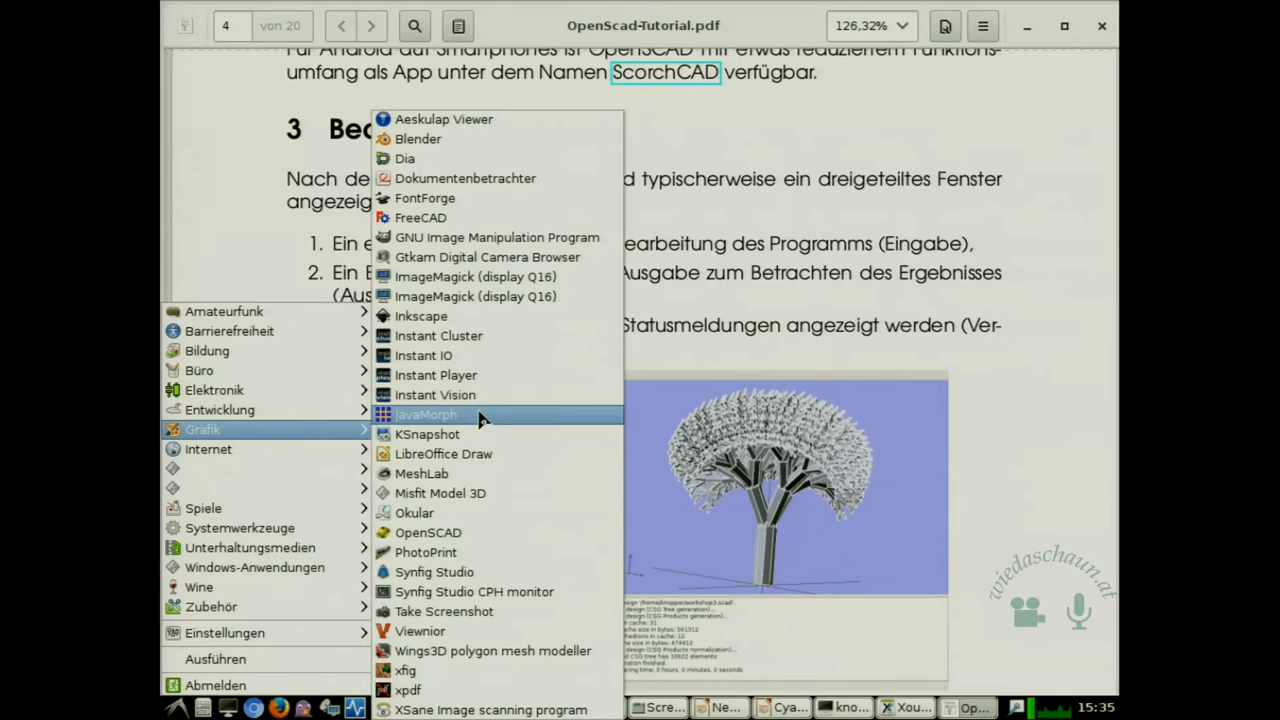 4
von 20
OpenScad-Tutorial.pdf
126,32%
Für Android auf Smartphones ist OpenSCAD mit etwas reduziertem Funktions-
umfang als App unter dem Namen ScorchCAD verfügbar.
3 Bed
Nach de
d typischerweise ein dreigeteiltes Fenster
angezeig
1. Ein e
earbeitung des Programms (Eingabe),
2. Ein B
Ausgabe zum Betrachten des Ergebnisses
(Aus
Statusmeldungen angezeigt werden (Ver-
Aeskulap Viewer
Blender
Dia
Dokumentenbetrachter
FontForge
FreeCAD
GNU Image Manipulation Program
Gtkam Digital Camera Browser
ImageMagick (display Q16)
ImageMagick (display Q16)
Inkscape
Instant Cluster
Instant IO
Instant Player
Instant Vision
JavaMorph
KSnapshot
LibreOffice Draw
MeshLab
Misfit Model 3D
Okular
OpenSCAD
PhotoPrint
Synfig Studio
Synfig Studio CPH monitor
Take Screenshot
Viewnior
Wings3D polygon mesh modeller
xfig
xpdf
XSane Image scanning program
Amateurfunk
Barrierefreiheit
Bildung
Büro
Elektronik
Entwicklung
Grafik
Internet
Spiele
Systemwerkzeuge
Unterhaltungsmedien
Windows-Anwendungen
Wine
Zubehör
Einstellungen
Ausführen
Abmelden
wiedaschaun.at
Scre...
Ne...
Cya...
kno...
Xou...
Op...
15:35